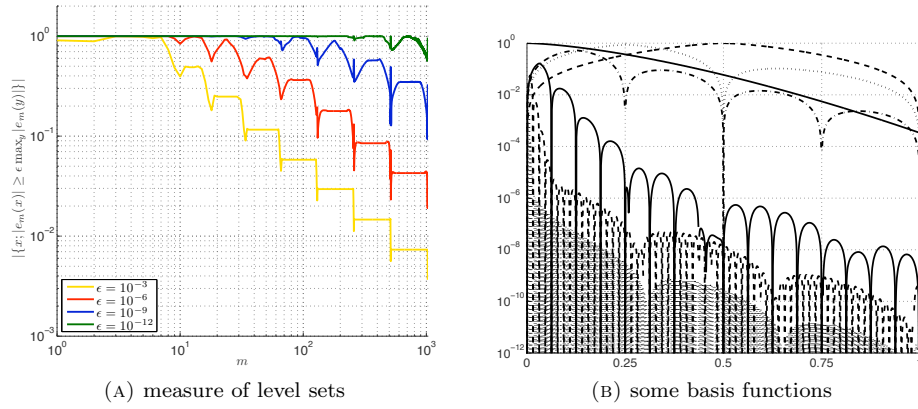 10^0
10^{-1}
10^{-2}
10^{-3}
|{x; |e_m(x)| ≥ ϵ max_y |e_m(y)|}|
ϵ = 10^{-3}
ϵ = 10^{-6}
ϵ = 10^{-9}
ϵ = 10^{-12}
10^0 10^1 10^2 10^3
m
(A) measure of level sets
10^0
10^{-2}
10^{-4}
10^{-6}
10^{-8}
10^{-10}
10^{-12}
0 0.25 0.5 0.75
(B) some basis functions